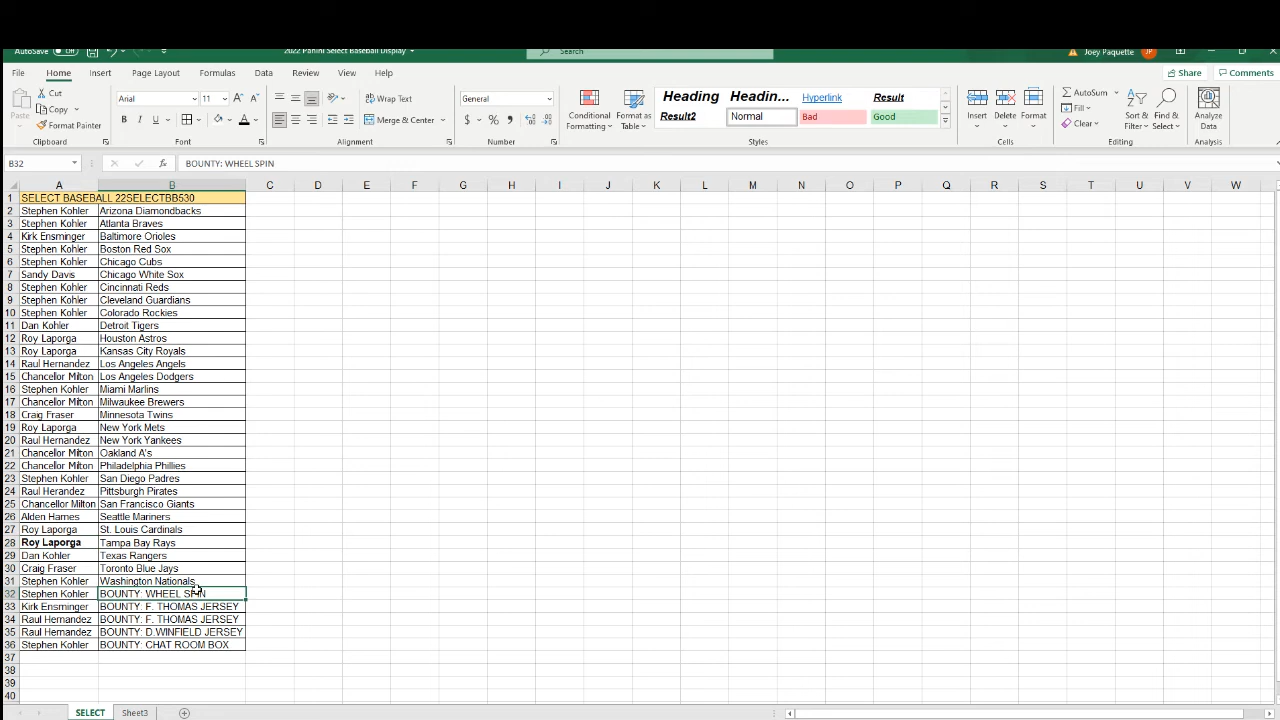 AutoSave Off 2022 Panini Select Baseball Display Search Joey Paquette JP
File Home Insert Page Layout Formulas Data Review View Help Share Comments
Paste Cut Copy Format Painter Clipboard
Arial 11 B I U A Font
Wrap Text Merge & Center Alignment
General $ % Number
Conditional Formatting Format as Table
Heading Headin... Hyperlink Result
Result2 Normal Bad Good Styles
Insert Delete Format Cells
AutoSum Fill Clear Sort & Filter Find & Select Editing
Analyze Data Analysis
B32 fx BOUNTY: WHEEL SPIN
A B C D E F G H I J K L M N O P Q R S T U V W
1 SELECT BASEBALL 22SELECTBB530
2 Stephen Kohler Arizona Diamondbacks
3 Stephen Kohler Atlanta Braves
4 Kirk Ensminger Baltimore Orioles
5 Stephen Kohler Boston Red Sox
6 Stephen Kohler Chicago Cubs
7 Sandy Davis Chicago White Sox
8 Stephen Kohler Cincinnati Reds
9 Stephen Kohler Cleveland Guardians
10 Stephen Kohler Colorado Rockies
11 Dan Kohler Detroit Tigers
12 Roy Laporga Houston Astros
13 Roy Laporga Kansas City Royals
14 Raul Hernandez Los Angeles Angels
15 Chancellor Milton Los Angeles Dodgers
16 Stephen Kohler Miami Marlins
17 Chancellor Milton Milwaukee Brewers
18 Craig Fraser Minnesota Twins
19 Roy Laporga New York Mets
20 Raul Hernandez New York Yankees
21 Chancellor Milton Oakland A's
22 Chancellor Milton Philadelphia Phillies
23 Stephen Kohler San Diego Padres
24 Raul Herandez Pittsburgh Pirates
25 Chancellor Milton San Francisco Giants
26 Alden Hames Seattle Mariners
27 Roy Laporga St. Louis Cardinals
28 Roy Laporga Tampa Bay Rays
29 Dan Kohler Texas Rangers
30 Craig Fraser Toronto Blue Jays
31 Stephen Kohler Washington Nationals
32 Stephen Kohler BOUNTY: WHEEL SPIN
33 Kirk Ensminger BOUNTY: F. THOMAS JERSEY
34 Raul Hernandez BOUNTY: F. THOMAS JERSEY
35 Raul Hernandez BOUNTY: D.WINFIELD JERSEY
36 Stephen Kohler BOUNTY: CHAT ROOM BOX
37
38
39
40
SELECT Sheet3